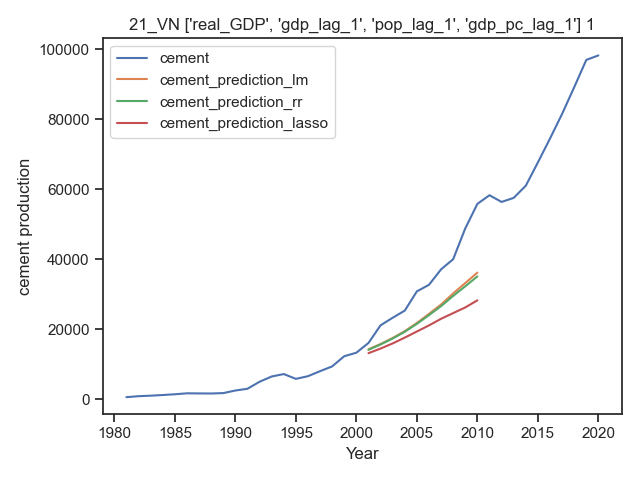 21_VN ['real_GDP', 'gdp_lag_1', 'pop_lag_1', 'gdp_pc_lag_1'] 1
cement
cement_prediction_lm
cement_prediction_rr
cement_prediction_lasso
100000
80000
60000
40000
20000
0
cement production
1980 1985 1990 1995 2000 2005 2010 2015 2020
Year